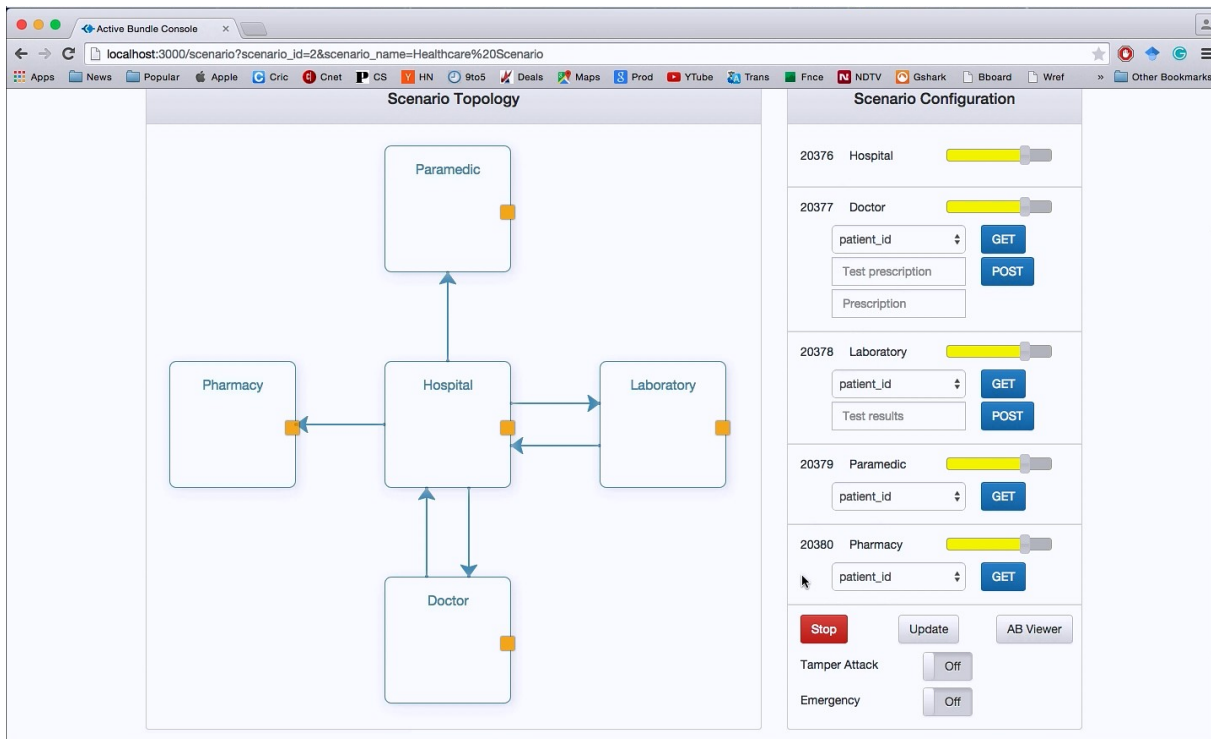 Active Bundle Console
localhost:3000/scenario?scenario_id=2&scenario_name=Healthcare%20Scenario
Apps News Popular Apple Cric Cnet CS HN 9to5 Deals Maps Prod YTube Trans Fnce NDTV Gshark Bboard Wref » Other Bookmarks
Scenario Topology
Paramedic
Pharmacy Hospital Laboratory
Doctor
Scenario Configuration
20376 Hospital
20377 Doctor
patient_id GET
Test prescription POST
Prescription
20378 Laboratory
patient_id GET
Test results POST
20379 Paramedic
patient_id GET
20380 Pharmacy
patient_id GET
Stop Update AB Viewer
Tamper Attack Off
Emergency Off